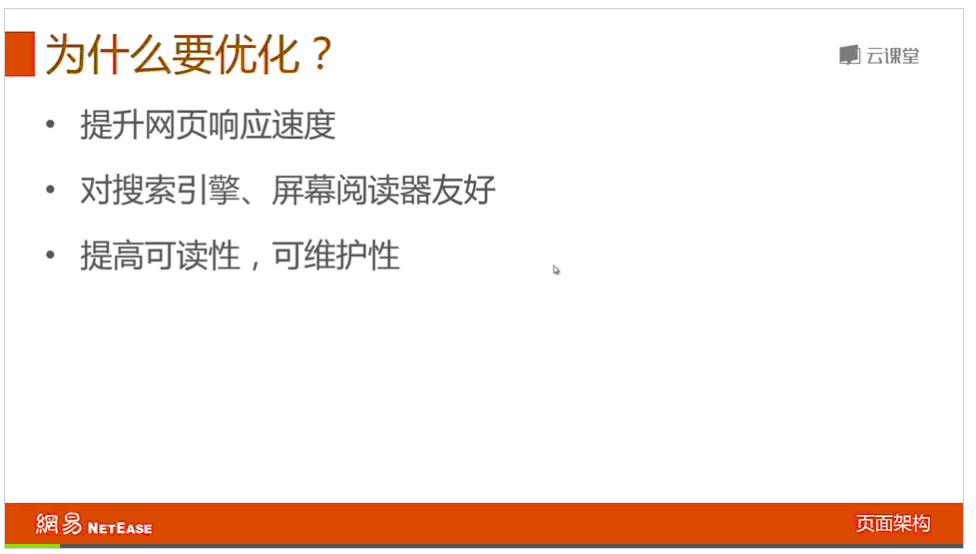 为什么要优化？
云课堂
• 提升网页响应速度
• 对搜索引擎、屏幕阅读器友好
• 提高可读性，可维护性
網易 NETEASE
页面架构